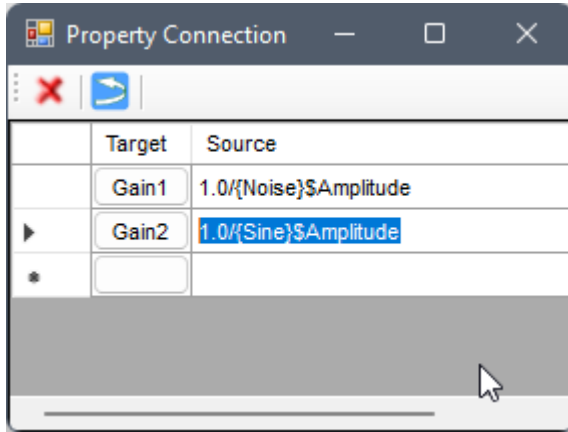 Property Connection
Target Source
Gain1 1.0/{Noise}$Amplitude
Gain2 1.0/{Sine}$Amplitude